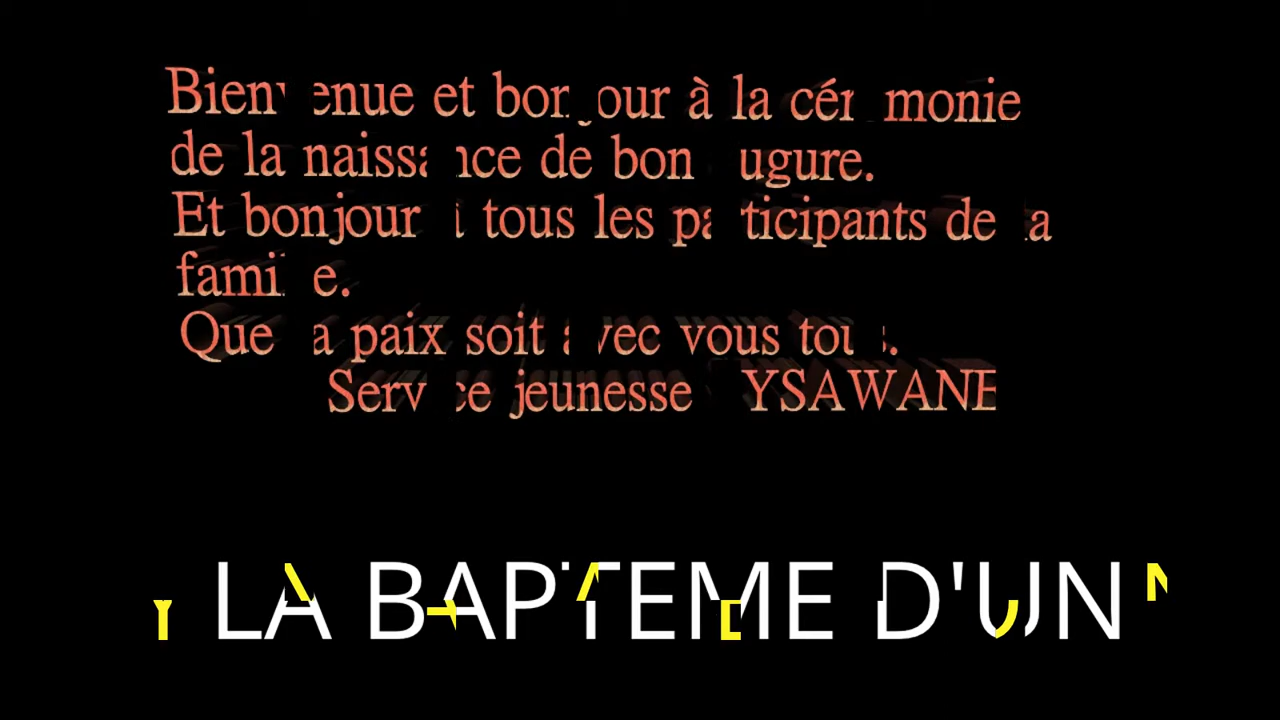 Bienvenue et bonjour à la cérémonie
de la naissance de bon augure.
Et bonjour à tous les participants de la
famille.
Que la paix soit avec vous tous.
Service jeunesse YSAWANE
LA BAPTEME D'UN